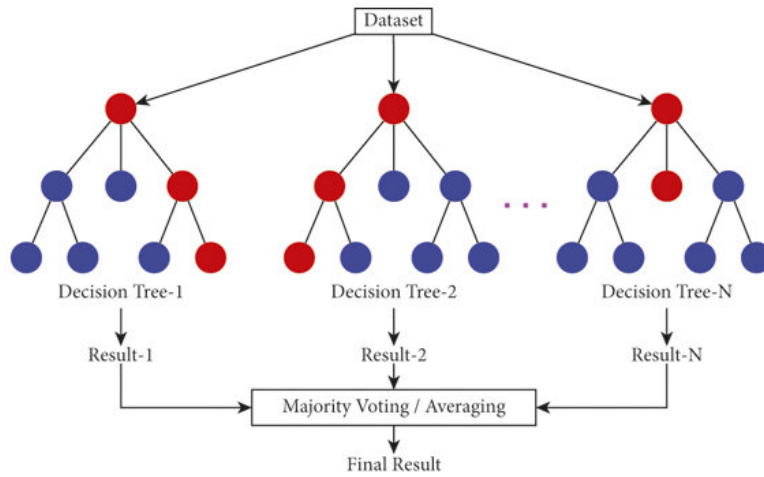 Dataset
Decision Tree-1
Decision Tree-2
Decision Tree-N
Result-1
Result-2
Result-N
Majority Voting / Averaging
Final Result